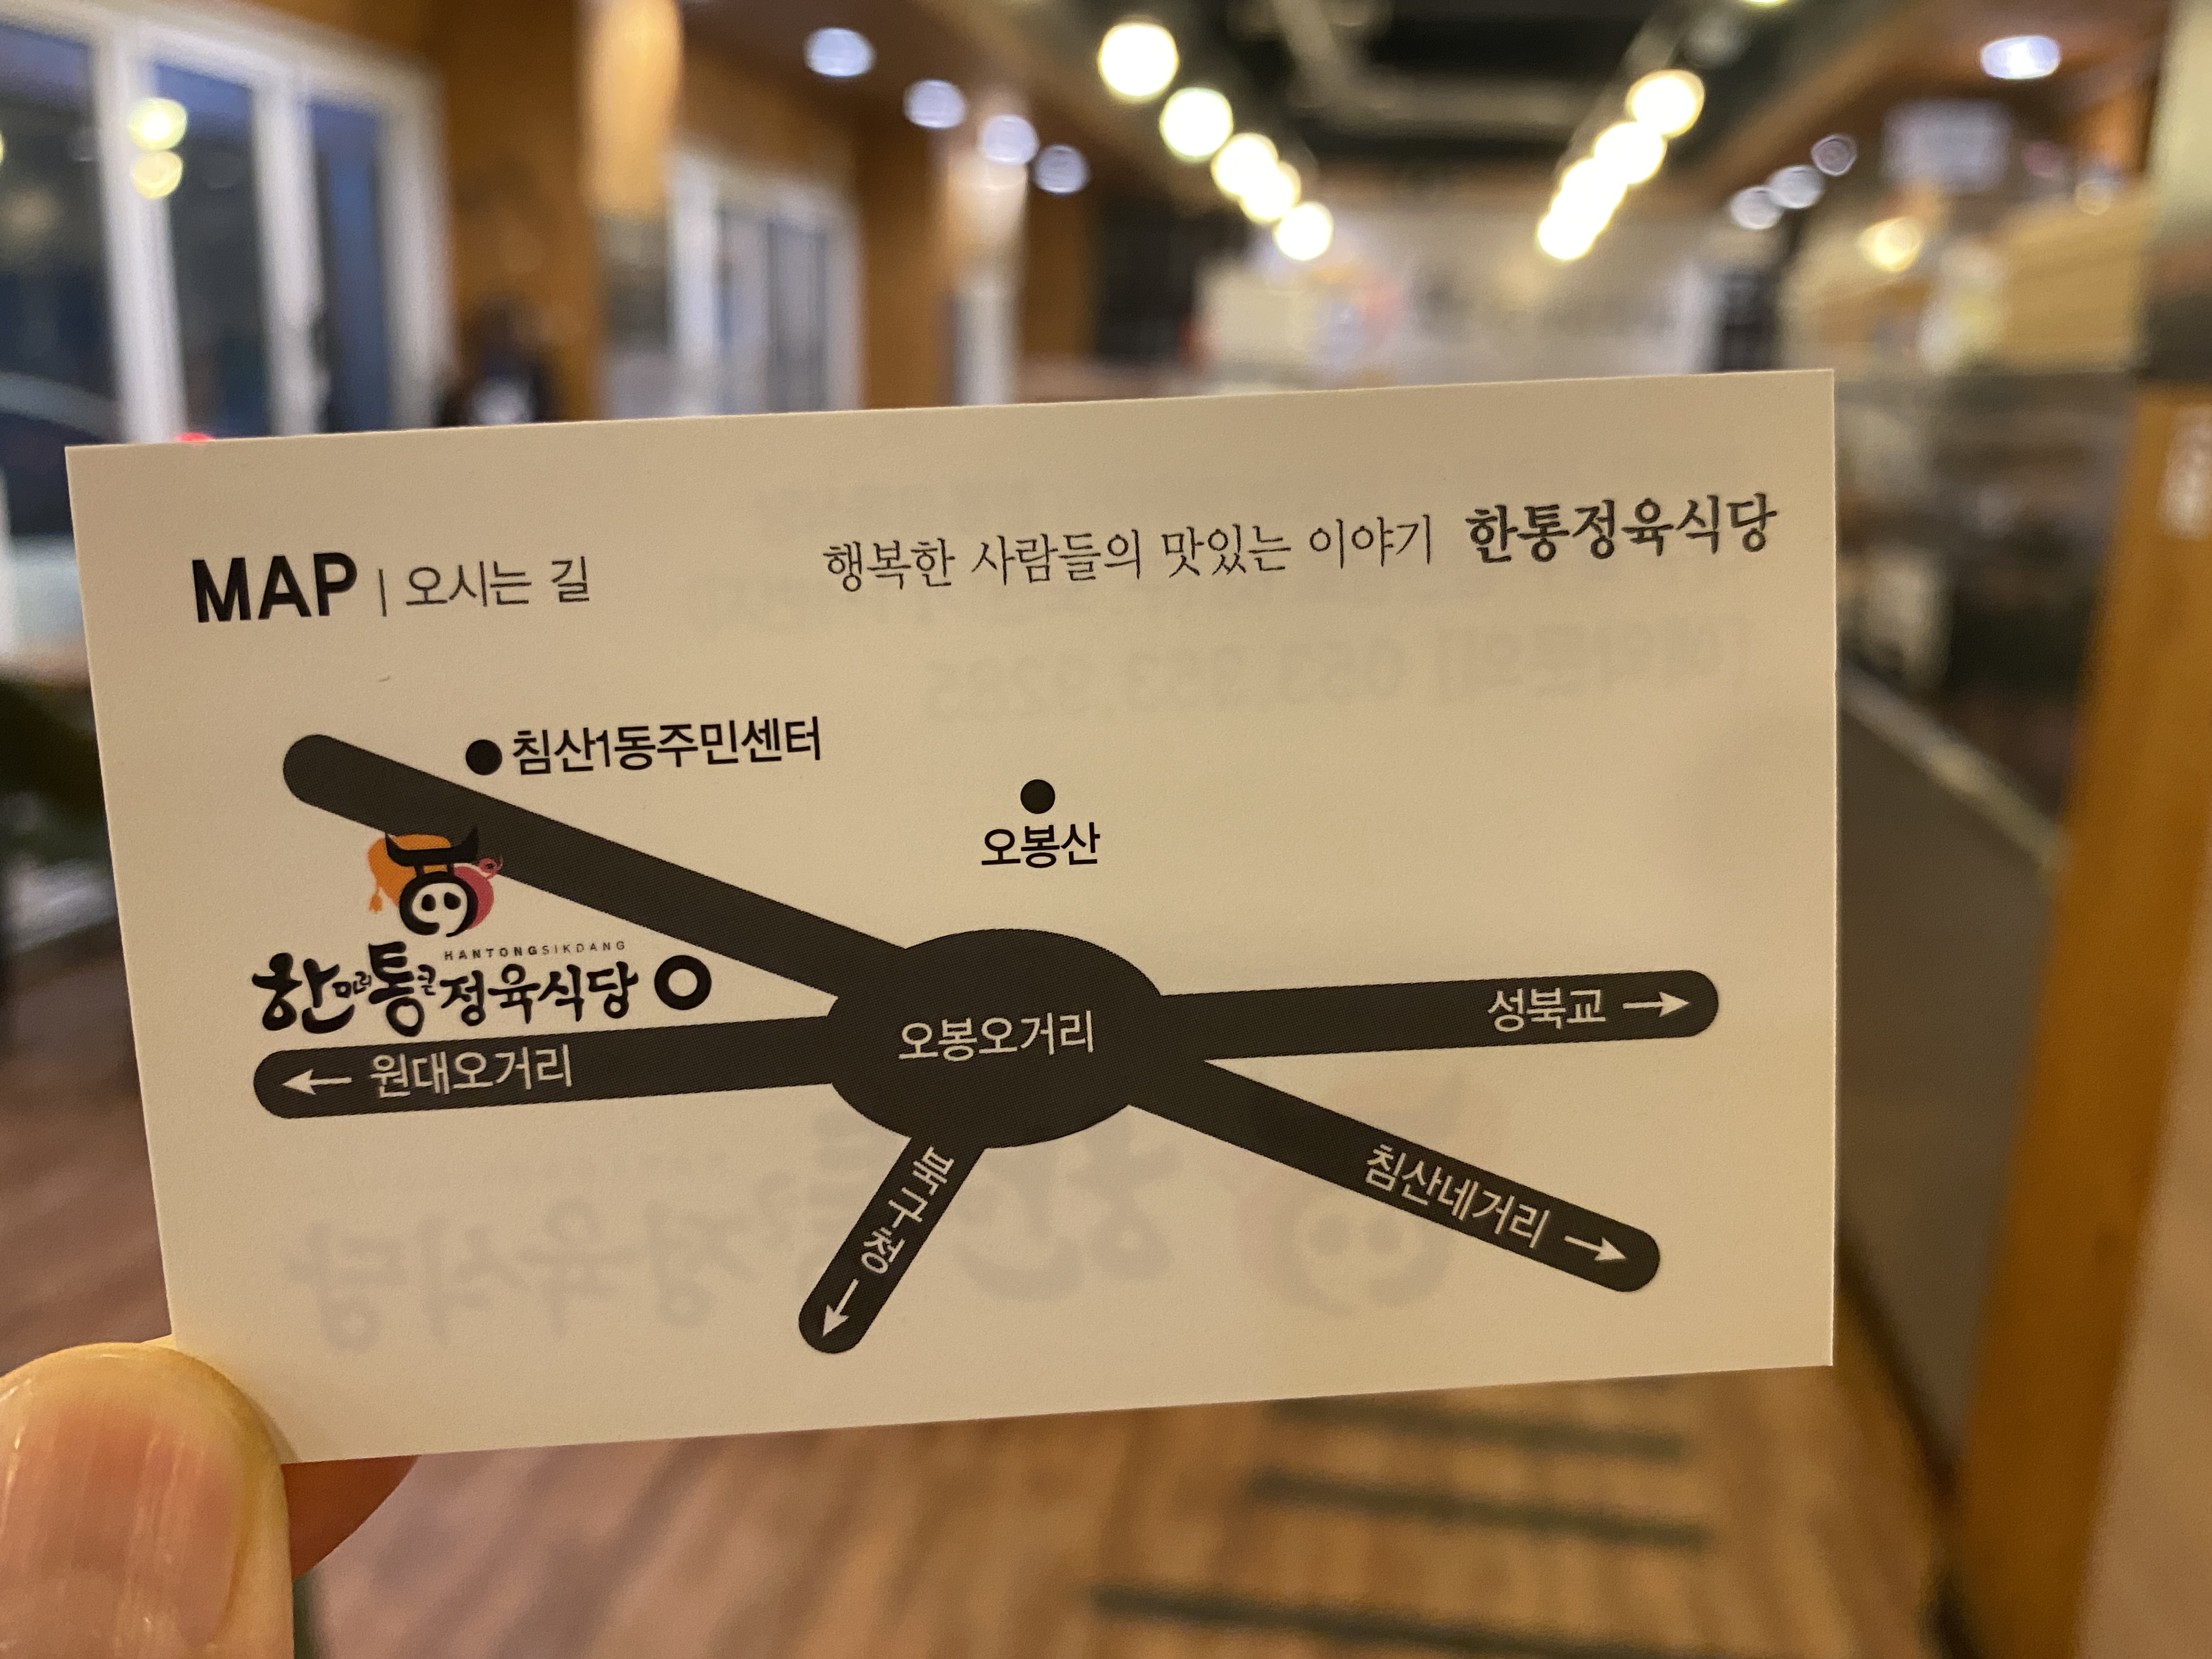 MAP | 오시는 길
행복한 사람들의 맛있는 이야기 한통정육식당
침산1동주민센터
오봉산
HANTONGSIKDANG
한마리통큰정육식당
성북교 →
오봉오거리
← 원대오거리
침산네거리 →
북구청 →